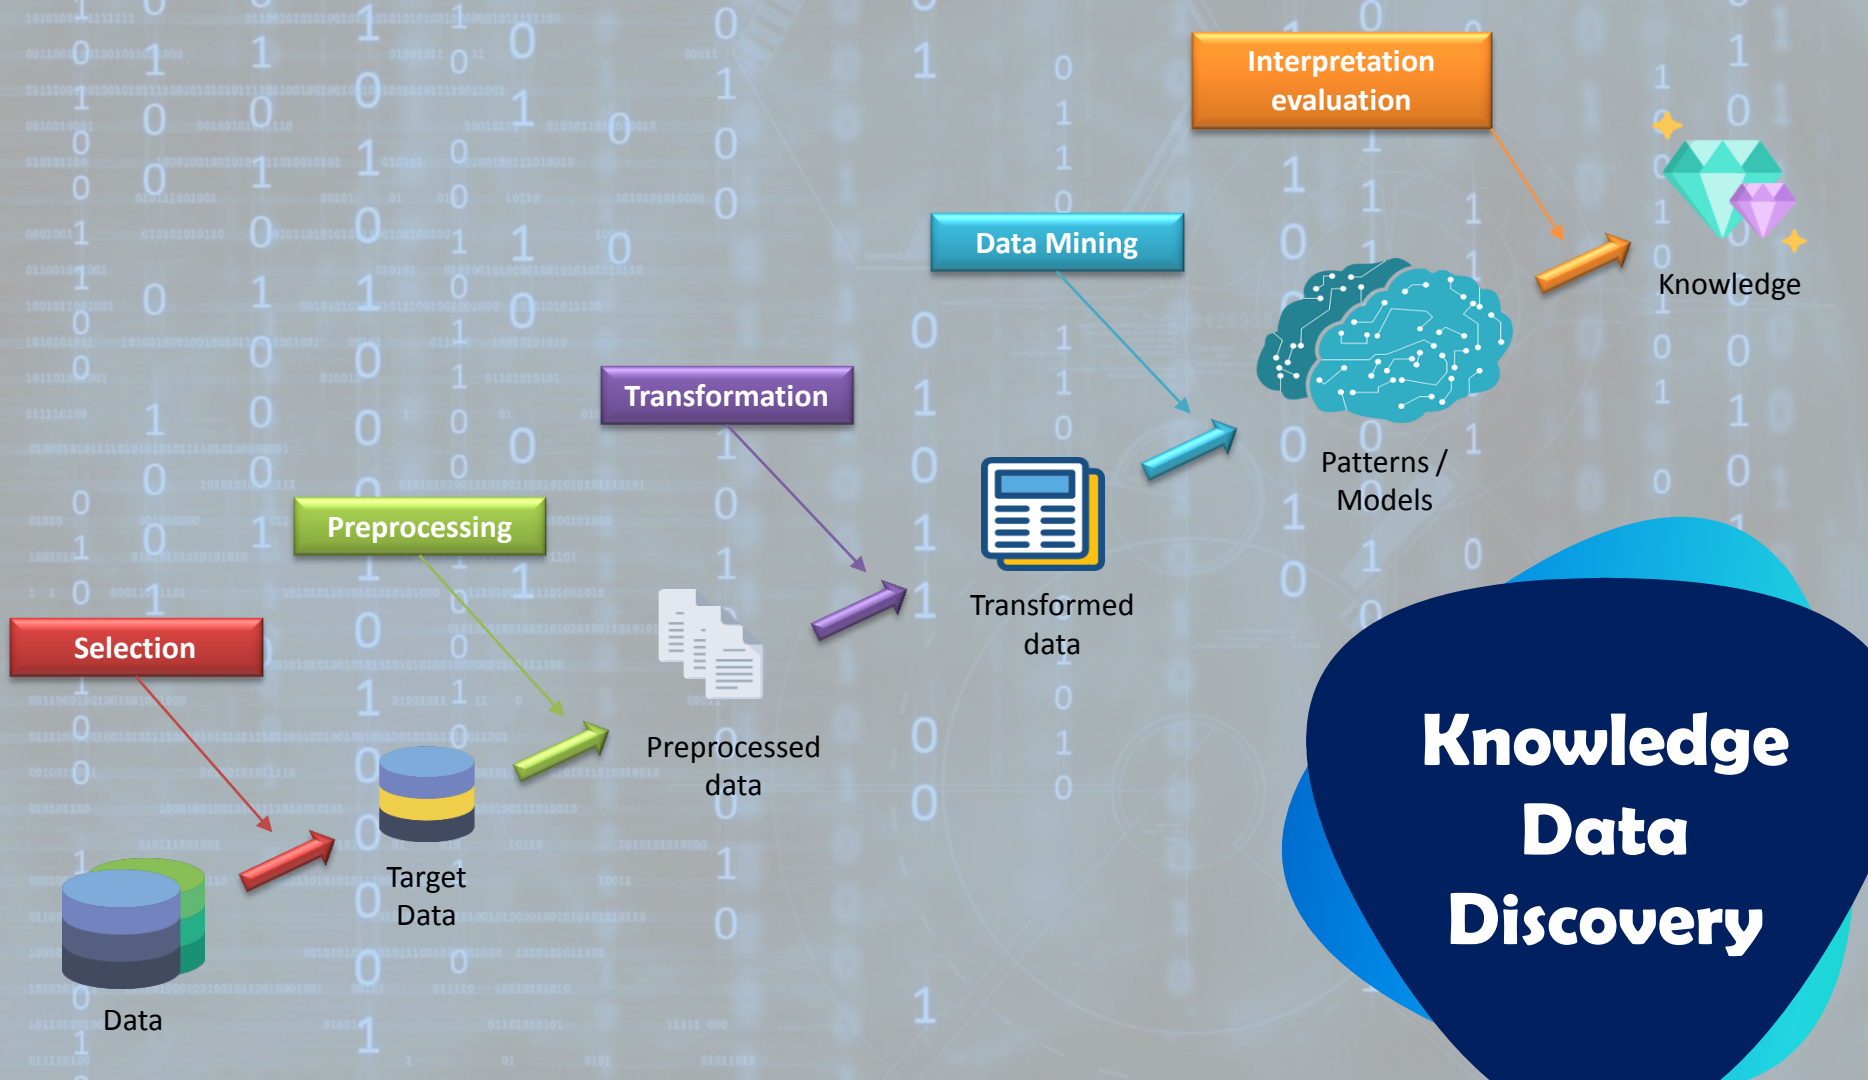 Interpretation
evaluation
Knowledge
Data Mining
Patterns /
Models
Transformation
Transformed
data
Preprocessing
Preprocessed
data
Selection
Target
Data
Data
Knowledge
Data
Discovery